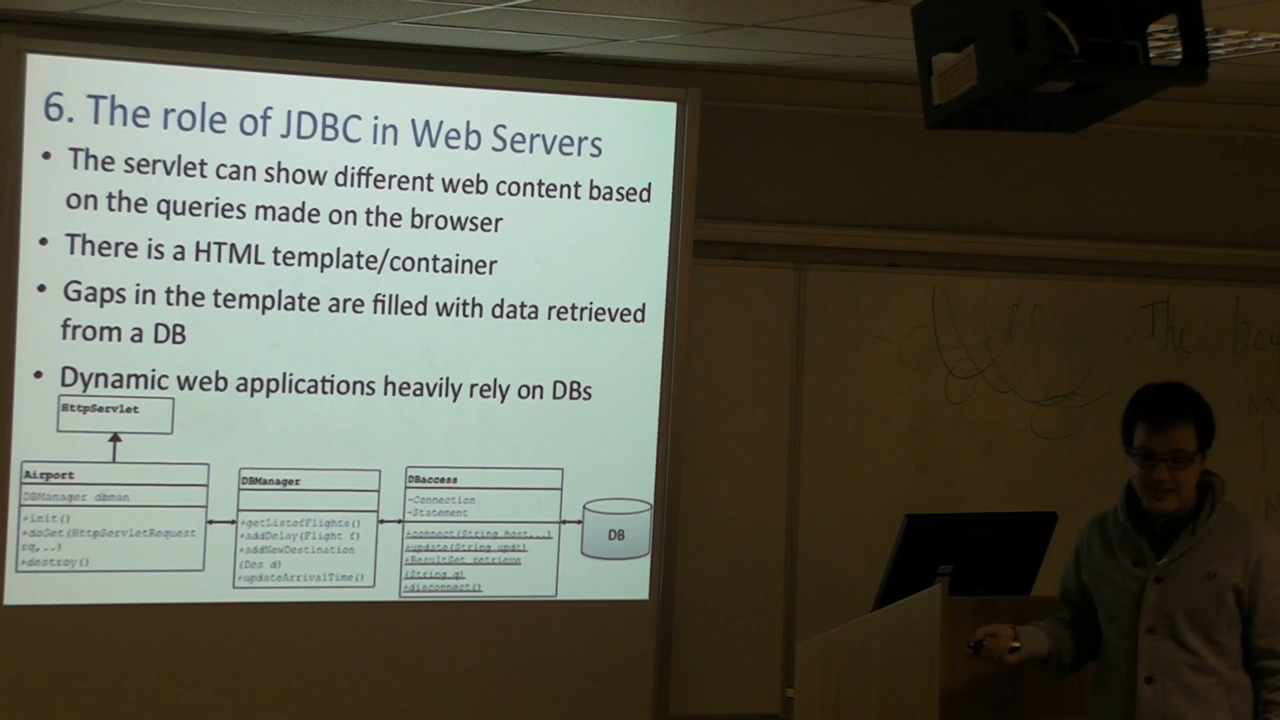 6. The role of JDBC in Web Servers
• The servlet can show different web content based
on the queries made on the browser
• There is a HTML template/container
• Gaps in the template are filled with data retrieved
from a DB
• Dynamic web applications heavily rely on DBs
HttpServlet
Airport
DBManager dbman
+init()
+doGet(HttpServletRequest
rq,..)
+destroy()
DBManager
+getListofFlights()
+addDelay(Flight f)
+addNewDestination
(Des d)
+updateArrivalTime()
DBaccess
-Connection
-Statement
+connect(String host,..)
+update(String updt)
+ResultSet retrieve
(String q)
+disconnect()
DB
The